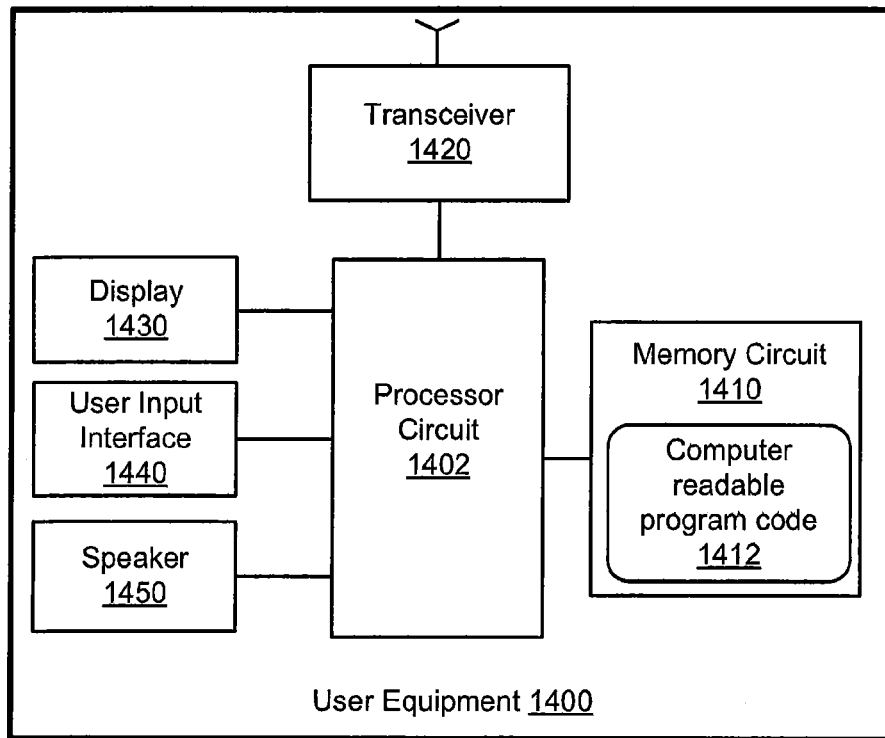 Transceiver
1420
Display
1430
User Input
Interface
1440
Speaker
1450
Processor
Circuit
1402
Memory Circuit
1410
Computer
readable
program code
1412
User Equipment 1400